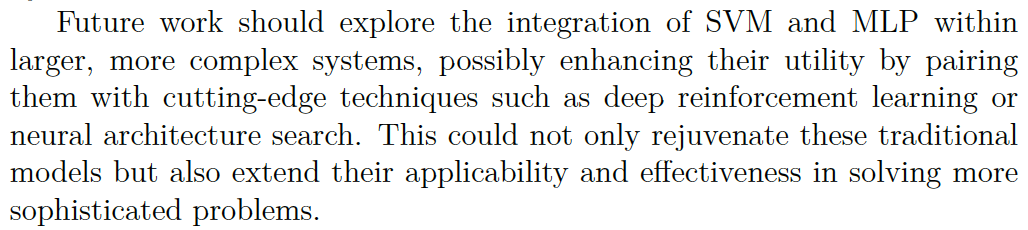 Future work should explore the integration of SVM and MLP within
larger, more complex systems, possibly enhancing their utility by pairing
them with cutting-edge techniques such as deep reinforcement learning or
neural architecture search. This could not only rejuvenate these traditional
models but also extend their applicability and effectiveness in solving more
sophisticated problems.